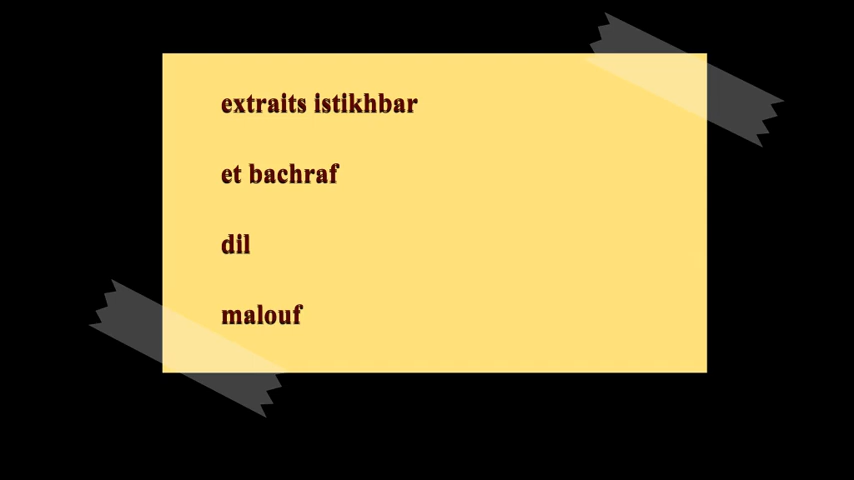 extraits istikhbar
et bachraf
dil
malouf